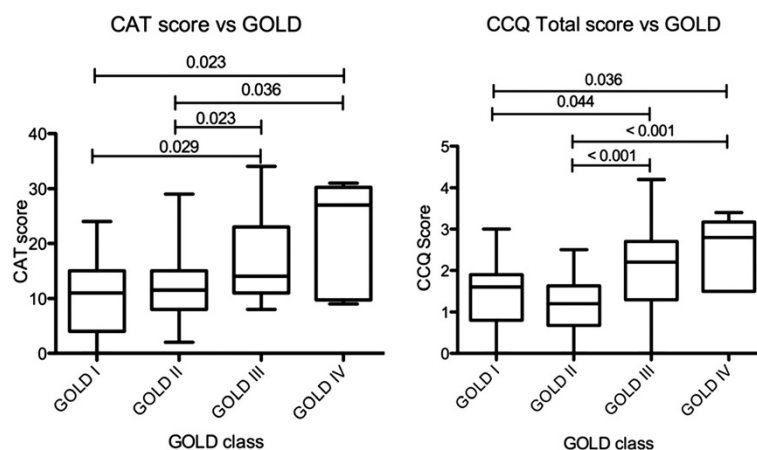 CAT score vs GOLD
0.023
0.036
0.023
0.029
40
30
20
10
0
CAT score
GOLD I
GOLD II
GOLD III
GOLD IV
GOLD class
CCQ Total score vs GOLD
0.036
0.044
< 0.001
< 0.001
5
4
3
2
1
0
CCQ Score
GOLD I
GOLD II
GOLD III
GOLD IV
GOLD class